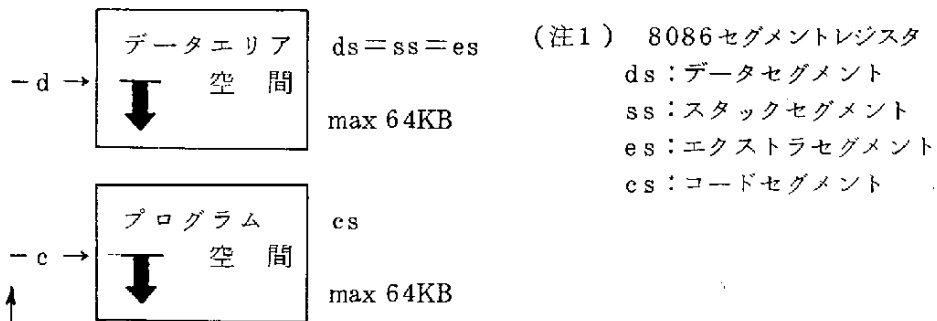 データエリア
空間
ds=ss=es
max 64KB
-d →
プログラム
空間
cs
max 64KB
-c →
(注1) 8086セグメントレジスタ
ds:データセグメント
ss:スタックセグメント
es:エクストラセグメント
cs:コードセグメント